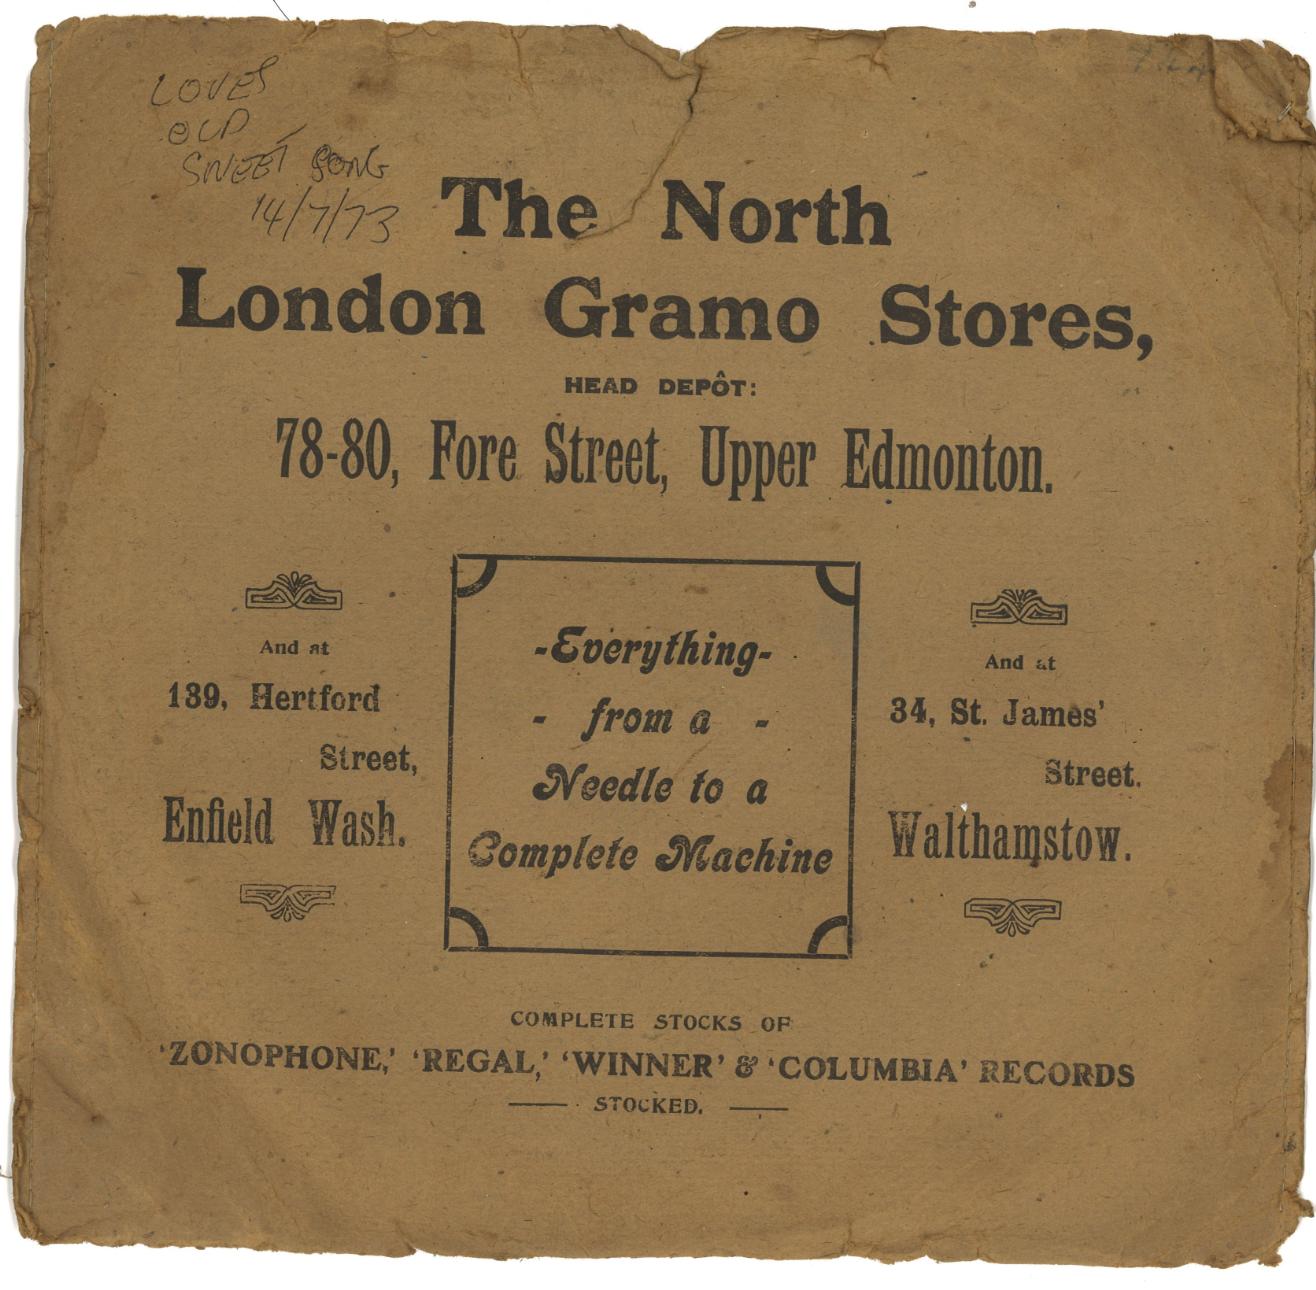 LOVES
OLD
SWEET SONG
14/7/73
The North
London Gramo Stores,
HEAD DEPÔT:
78-80, Fore Street, Upper Edmonton.
And at
139, Hertford
Street,
Enfield Wash.
-Everything-
- from a -
Needle to a
Complete Machine
And at
34, St. James'
Street.
Walthamstow.
COMPLETE STOCKS OF
'ZONOPHONE,' 'REGAL,' 'WINNER' & 'COLUMBIA' RECORDS
STOCKED.